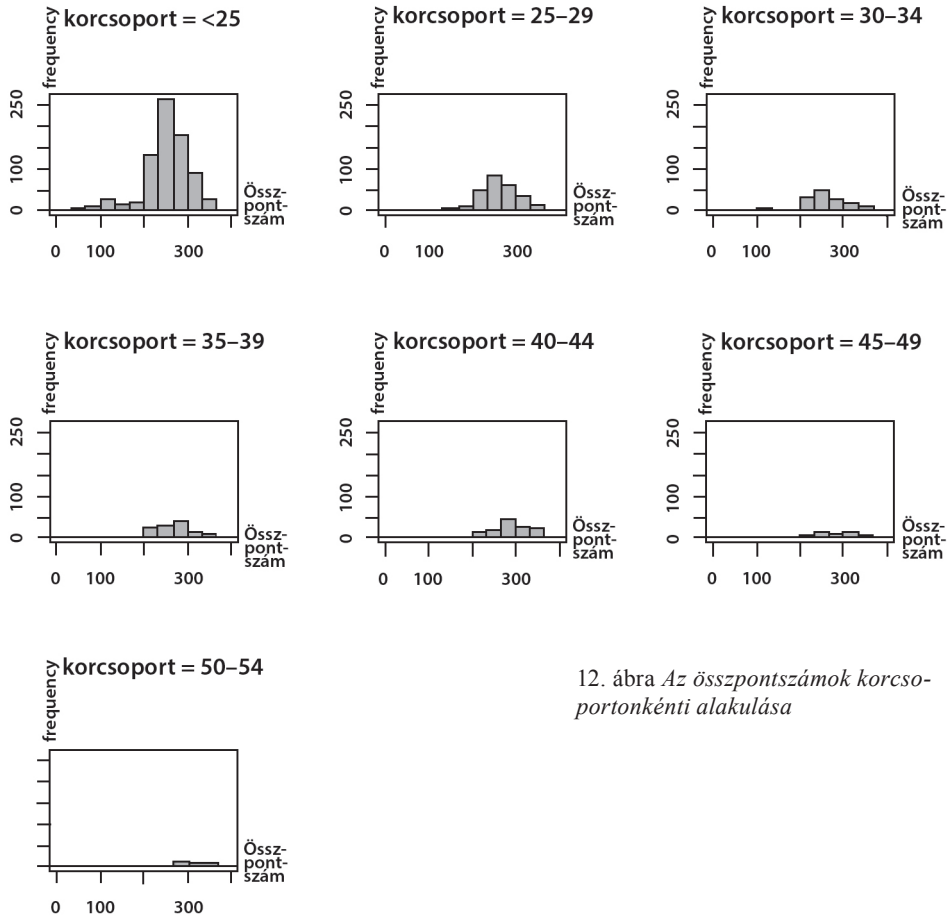 korcsoport = <25
frequency
250
100
0
Össz-
pont-
szám
0 100 300
korcsoport = 25–29
frequency
250
100
0
Össz-
pont-
szám
0 100 300
korcsoport = 30–34
frequency
250
100
0
Össz-
pont-
szám
0 100 300
korcsoport = 35–39
frequency
250
100
0
Össz-
pont-
szám
0 100 300
korcsoport = 40–44
frequency
250
100
0
Össz-
pont-
szám
0 100 300
korcsoport = 45–49
frequency
250
100
0
Össz-
pont-
szám
0 100 300
korcsoport = 50–54
frequency
Össz-
pont-
szám
0 100 300
12. ábra Az összpontszámok korcso-
portonkénti alakulása